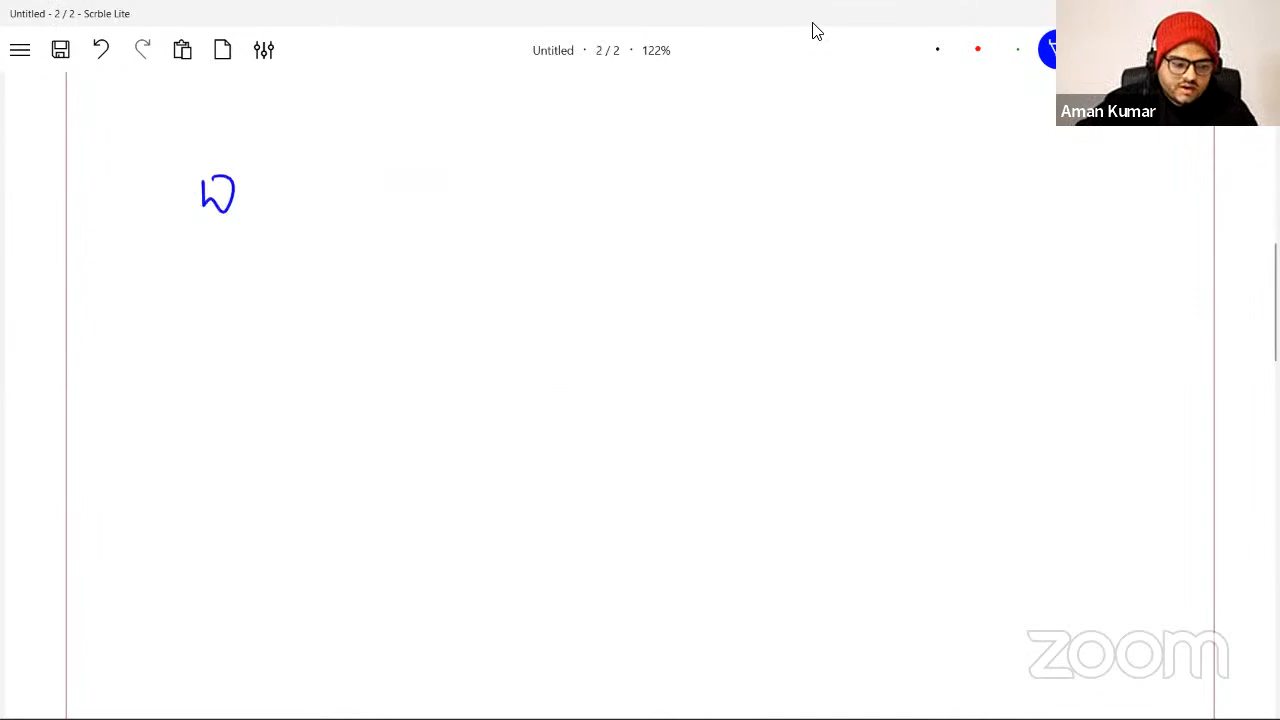 Untitled - 2 / 2 - Scrble Lite
Untitled · 2 / 2 · 122%
Aman Kumar
zoom